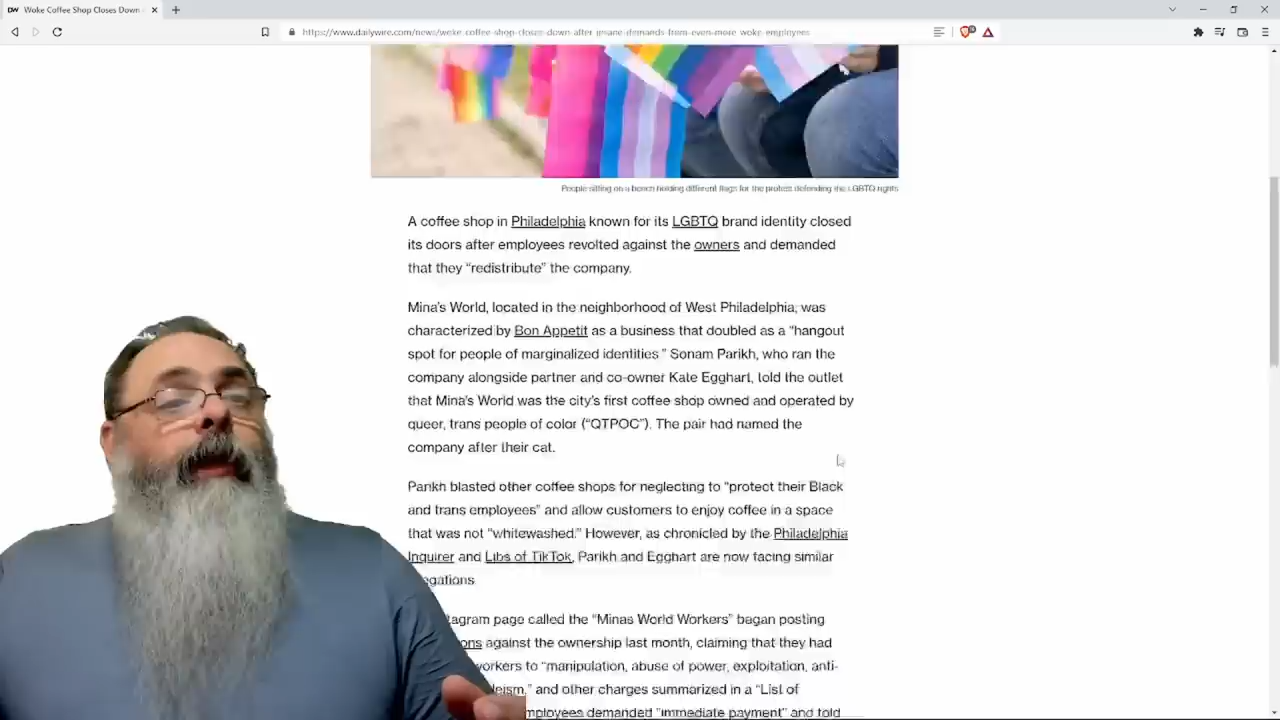 DW Woke Coffee Shop Closes Down
https://www.dailywire.com/news/woke-coffee-shop-closes-down-after-insane-demands-from-even-more-woke-employees
People sitting on a bench holding different flags for the protest defending the LGBTQ rights
A coffee shop in Philadelphia known for its LGBTQ brand identity closed
its doors after employees revolted against the owners and demanded
that they “redistribute” the company.
Mina’s World, located in the neighborhood of West Philadelphia, was
characterized by Bon Appetit as a business that doubled as a “hangout
spot for people of marginalized identities.” Sonam Parikh, who ran the
company alongside partner and co-owner Kate Egghart, told the outlet
that Mina’s World was the city’s first coffee shop owned and operated by
queer, trans people of color (“QTPOC”). The pair had named the
company after their cat.
Parikh blasted other coffee shops for neglecting to “protect their Black
and trans employees” and allow customers to enjoy coffee in a space
that was not “whitewashed.” However, as chronicled by the Philadelphia
Inquirer and Libs of TikTok, Parikh and Egghart are now facing similar
egations.
tagram page called the “Minas World Workers” began posting
ons against the ownership last month, claiming that they had
workers to “manipulation, abuse of power, exploitation, anti-
leism,” and other charges summarized in a “List of
mployees demanded “immediate payment” and told